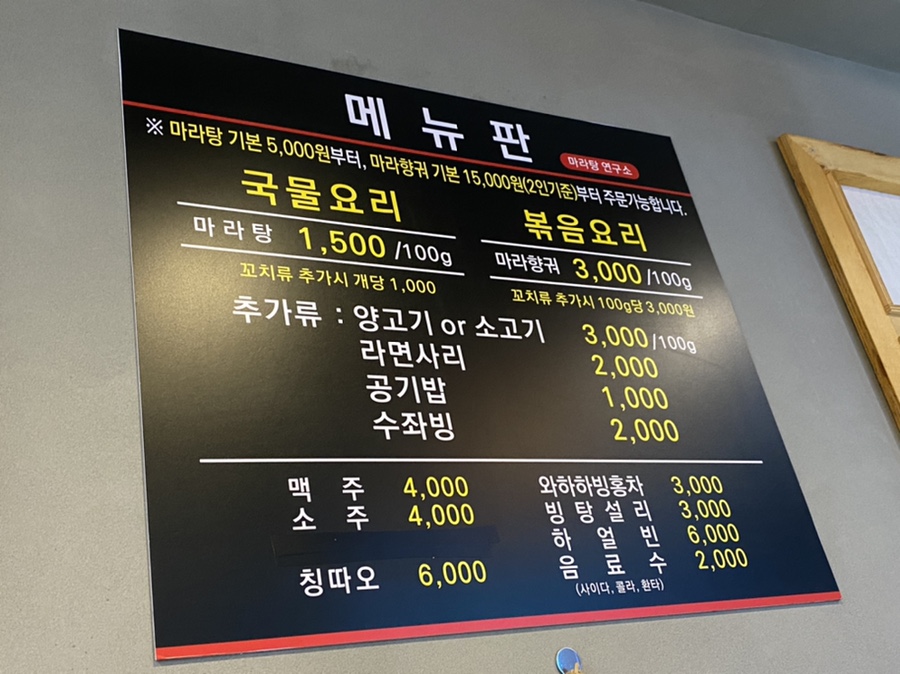 메뉴판
마라탕 연구소
※ 마라탕 기본 5,000원부터, 마라향궈 기본 15,000원(2인기준)부터 주문가능합니다.
국물요리
마라탕 1,500 /100g
꼬치류 추가시 개당 1,000
볶음요리
마라향궈 3,000 /100g
꼬치류 추가시 100g당 3,000원
추가류 : 양고기 or 소고기 3,000 /100g
라면사리 2,000
공기밥 1,000
수좌빙 2,000
맥주 4,000
소주 4,000
칭따오 6,000
와하하빙홍차 3,000
빙탕설리 3,000
하얼빈 6,000
음료수 2,000
(사이다, 콜라, 환타)